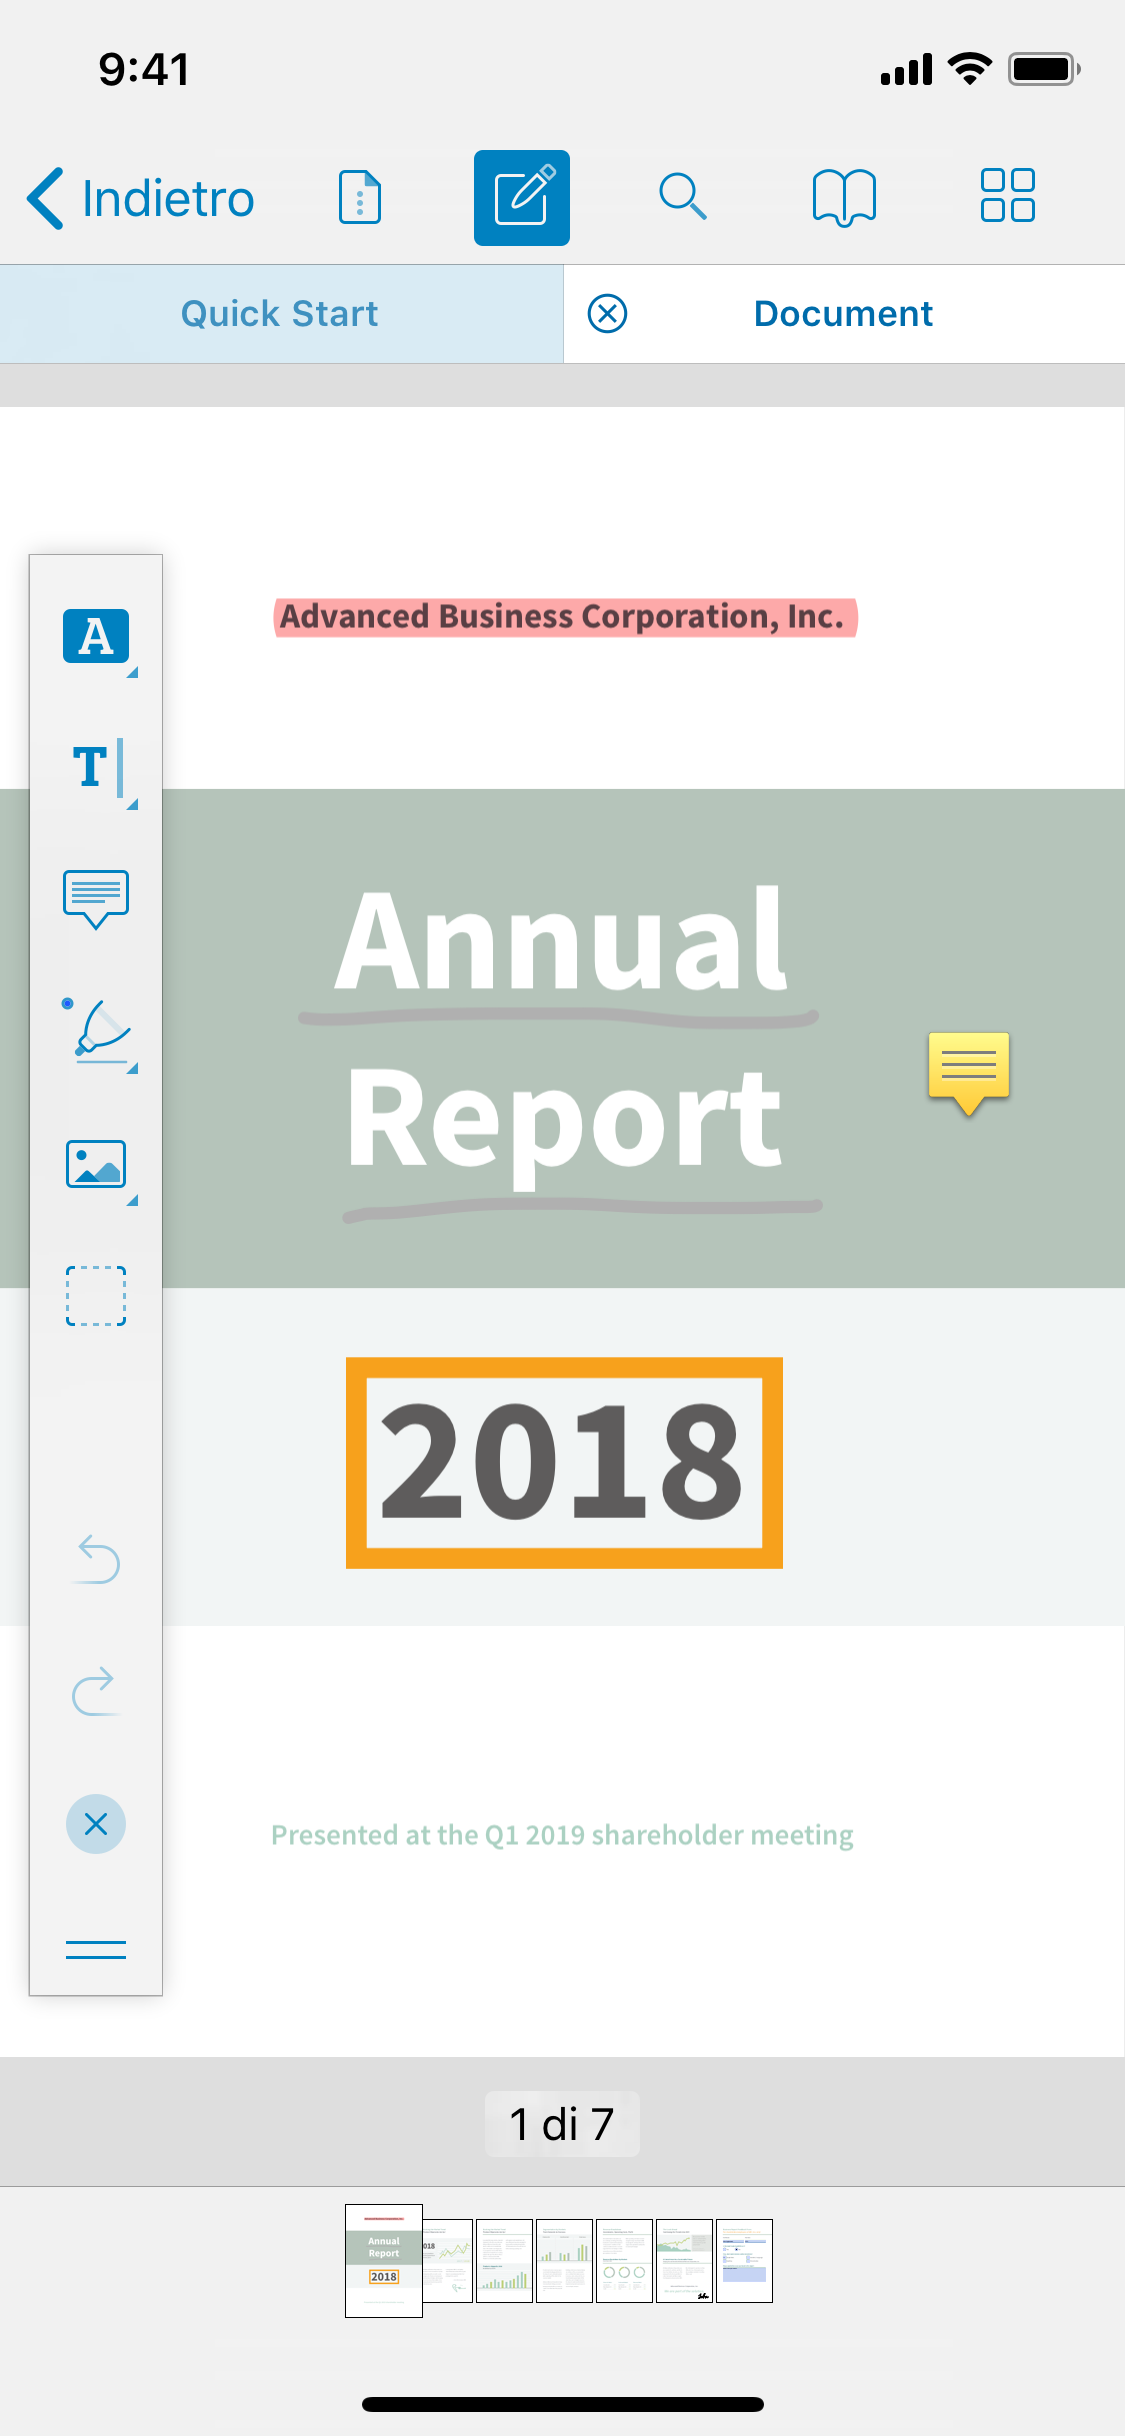 9:41
Indietro
Quick Start
Document
Advanced Business Corporation, Inc.
A
T
Annual
Report
2018
Presented at the Q1 2019 shareholder meeting
1 di 7
Annual
Report
2018